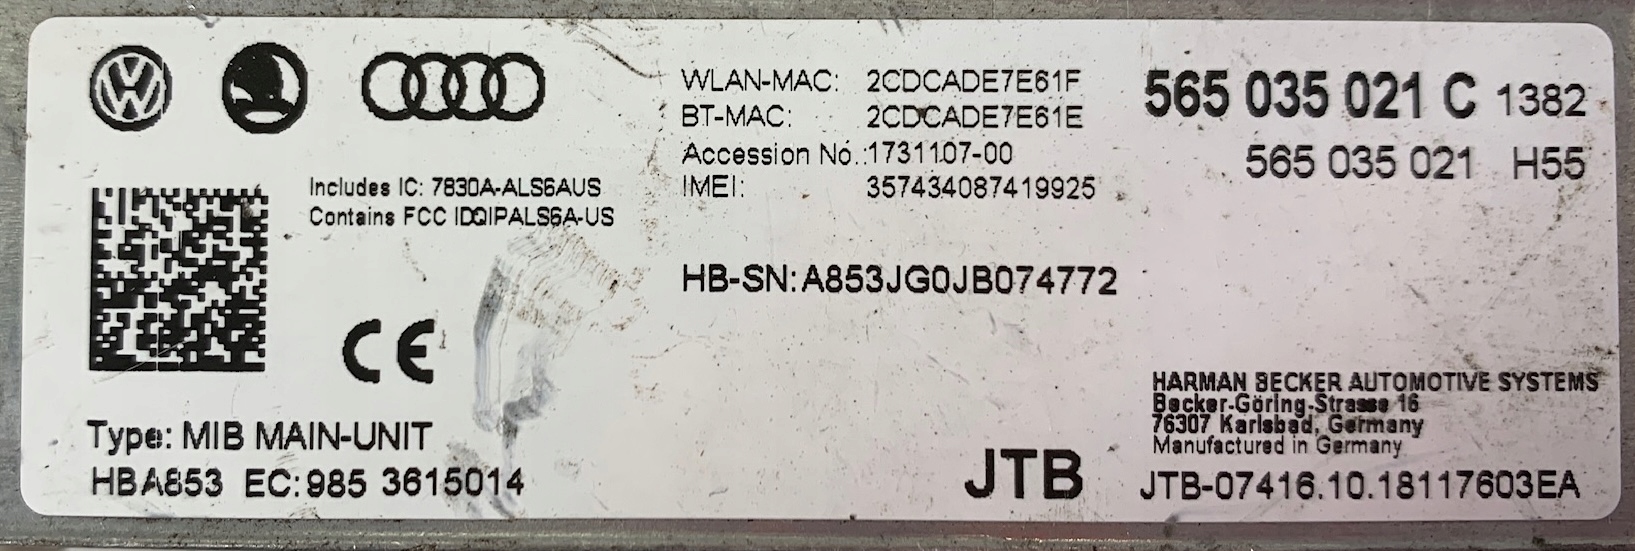 WLAN-MAC: 2CDCADE7E61F
BT-MAC: 2CDCADE7E61E
Accession No.:1731107-00
IMEI: 357434087419925
565 035 021 C 1382
565 035 021 H55
Includes IC: 7830A-ALS6AUS
Contains FCC IDQIPALS6A-US
HB-SN:A853JG0JB074772
CE
Type: MIB MAIN-UNIT
HBA853 EC:985 3615014
JTB
HARMAN BECKER AUTOMOTIVE SYSTEMS
Becker-Göring-Strasse 16
76307 Karlsbad, Germany
Manufactured in Germany
JTB-07416.10.18117603EA